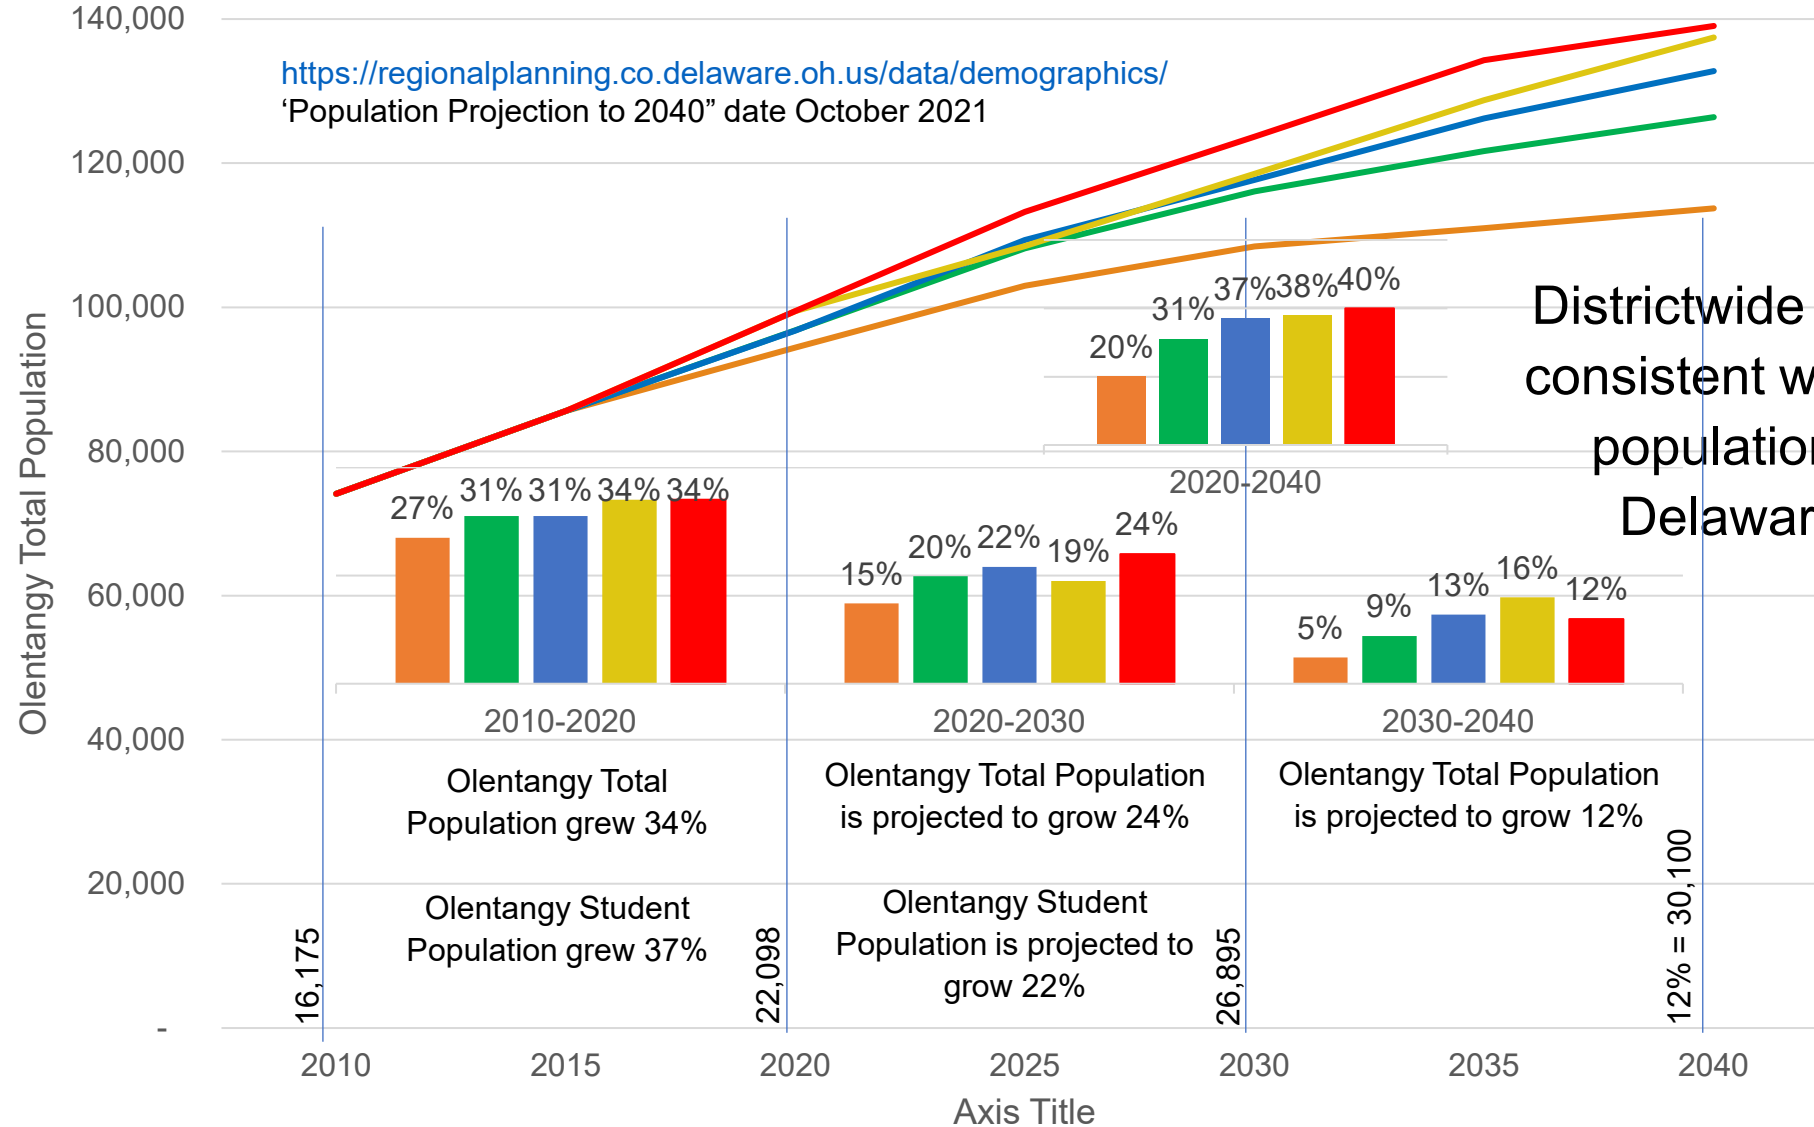 140,000
https://regionalplanning.co.delaware.oh.us/data/demographics/
‘Population Projection to 2040” date October 2021
120,000
100,000
80,000
60,000
40,000
20,000
-
Olentangy Total Population
20% 31% 37% 38% 40%
2020-2040
Districtwide
consistent w
population
Delawar
27% 31% 31% 34% 34%
2010-2020
15% 20% 22% 19% 24%
2020-2030
5% 9% 13% 16% 12%
2030-2040
Olentangy Total
Population grew 34%
Olentangy Student
Population grew 37%
Olentangy Total Population
is projected to grow 24%
Olentangy Student
Population is projected to
grow 22%
Olentangy Total Population
is projected to grow 12%
16,175
22,098
26,895
12% = 30,100
2010 2015 2020 2025 2030 2035 2040
Axis Title